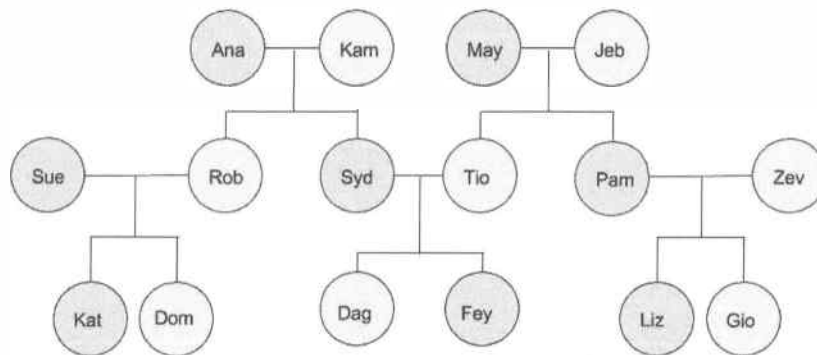 Ana Kam May Jeb
Sue Rob Syd Tio Pam Zev
Kat Dom Dag Fey Liz Gio